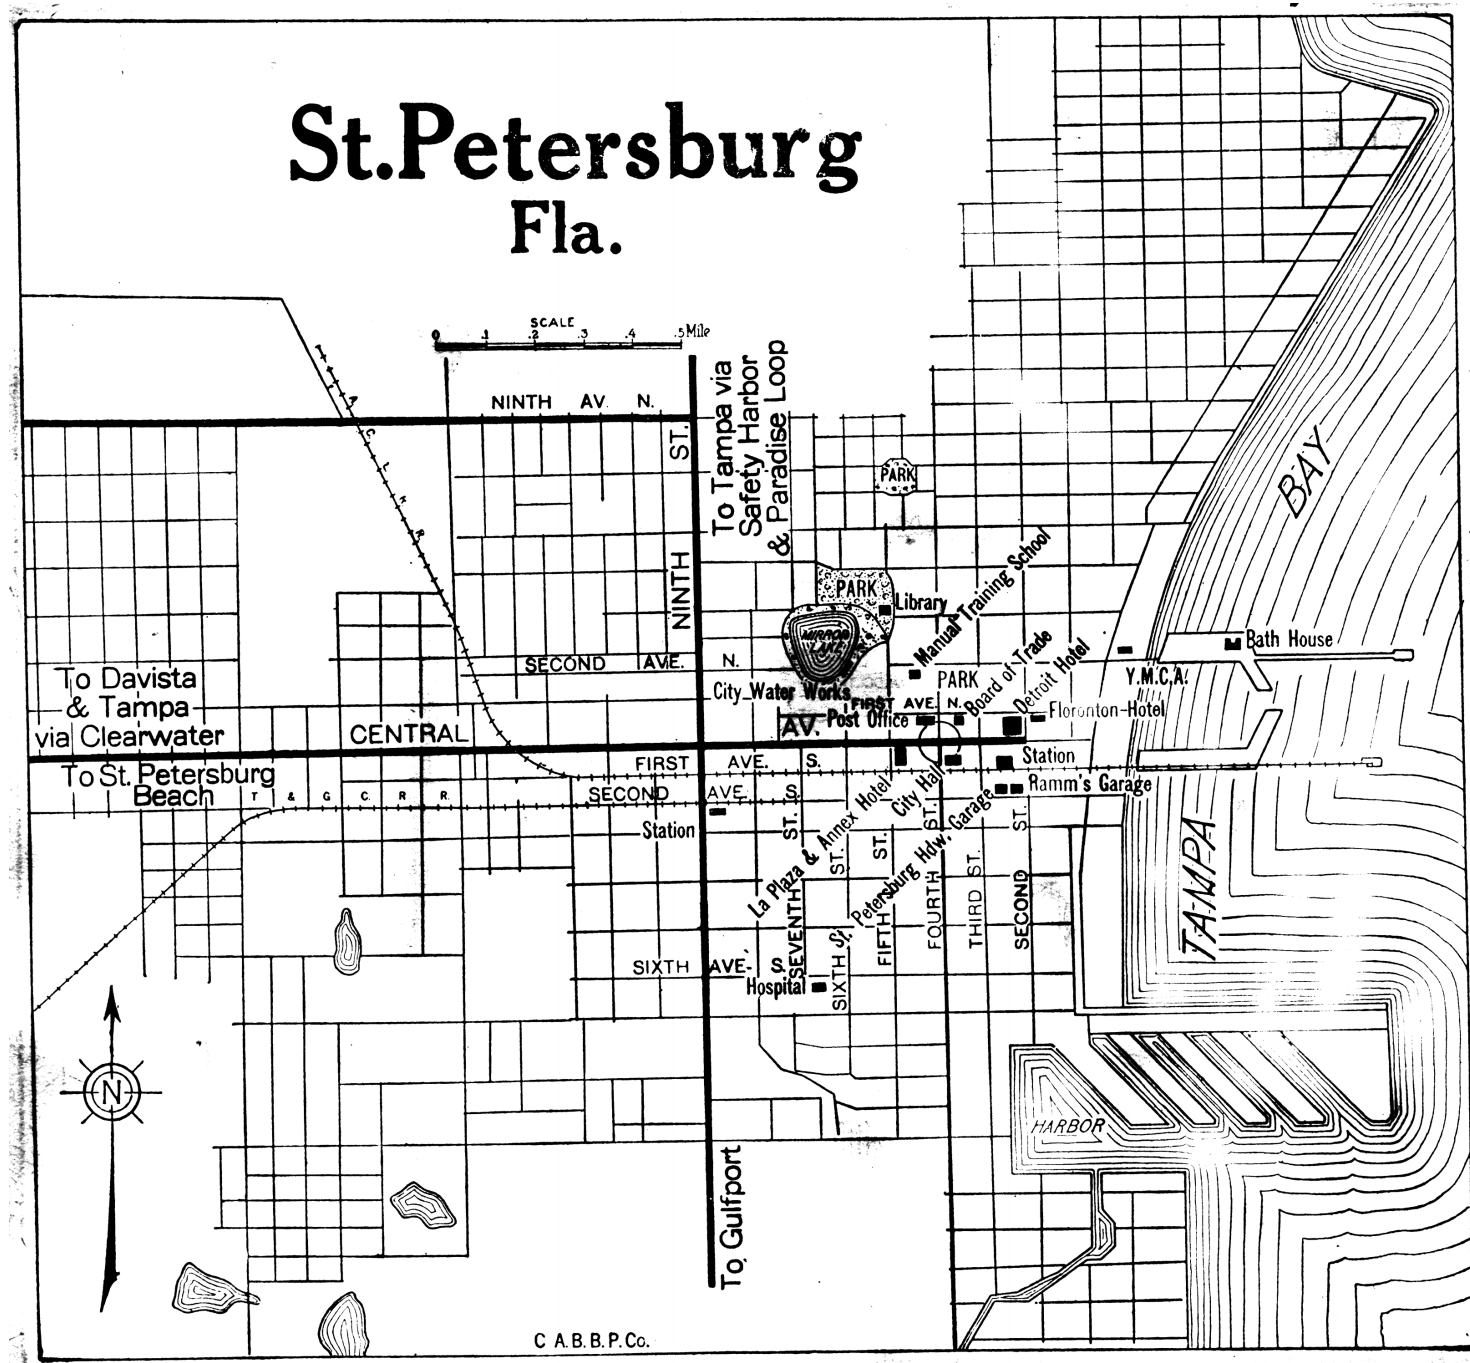 St. Petersburg
Fla.
SCALE
0 .1 .2 .3 .4 .5 Mile
NINTH AV. N.
To Tampa via
Safety Harbor
& Paradise Loop
NINTH ST.
A. C. L. R. R.
BAY
TAMPA
PARK
PARK
Library
MIRROR
LAKE
Manual Training School
SECOND AVE. N.
City Water Works
PARK
Board of Trade
Detroit Hotel
Y.M.C.A.
Bath House
FIRST AVE. N.
Post Office
Floronton-Hotel
To Davista
& Tampa
via Clearwater
CENTRAL AV.
To St. Petersburg
Beach
T & G C. R. R.
FIRST AVE. S.
SECOND AVE. S.
Station
Station
Ramm's Garage
La Plaza & Annex Hotel
City Hall
St. Petersburg Hdw. Garage
SEVENTH ST.
SIXTH ST.
FIFTH ST.
FOURTH ST.
THIRD ST.
SECOND ST.
SIXTH AVE. S.
Hospital
N
HARBOR
To Gulfport
C A.B.B.P.Co.